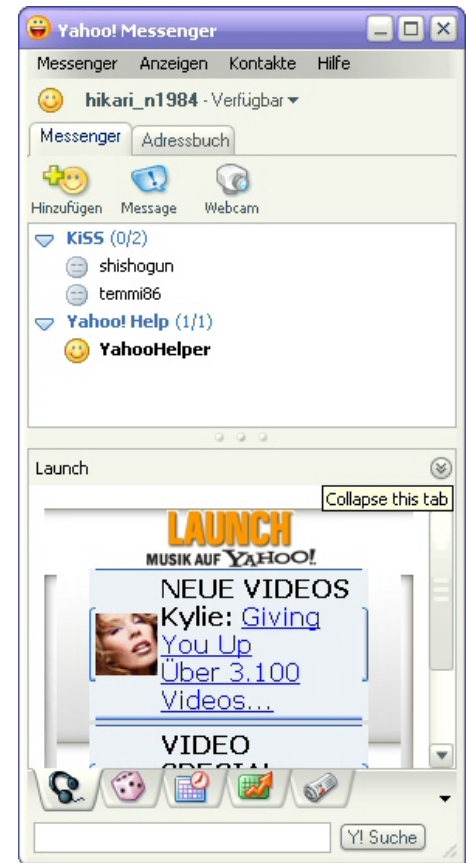 Yahoo! Messenger
Messenger Anzeigen Kontakte Hilfe
hikari_n1984 - Verfügbar
Messenger Adressbuch
Hinzufügen Message Webcam
KiSS (0/2)
shishogun
temmi86
Yahoo! Help (1/1)
YahooHelper
Launch
Collapse this tab
LAUNCH
MUSIK AUF YAHOO!
NEUE VIDEOS
Kylie: Giving
You Up
Über 3.100
Videos...
VIDEO
SPECIAL
Y! Suche